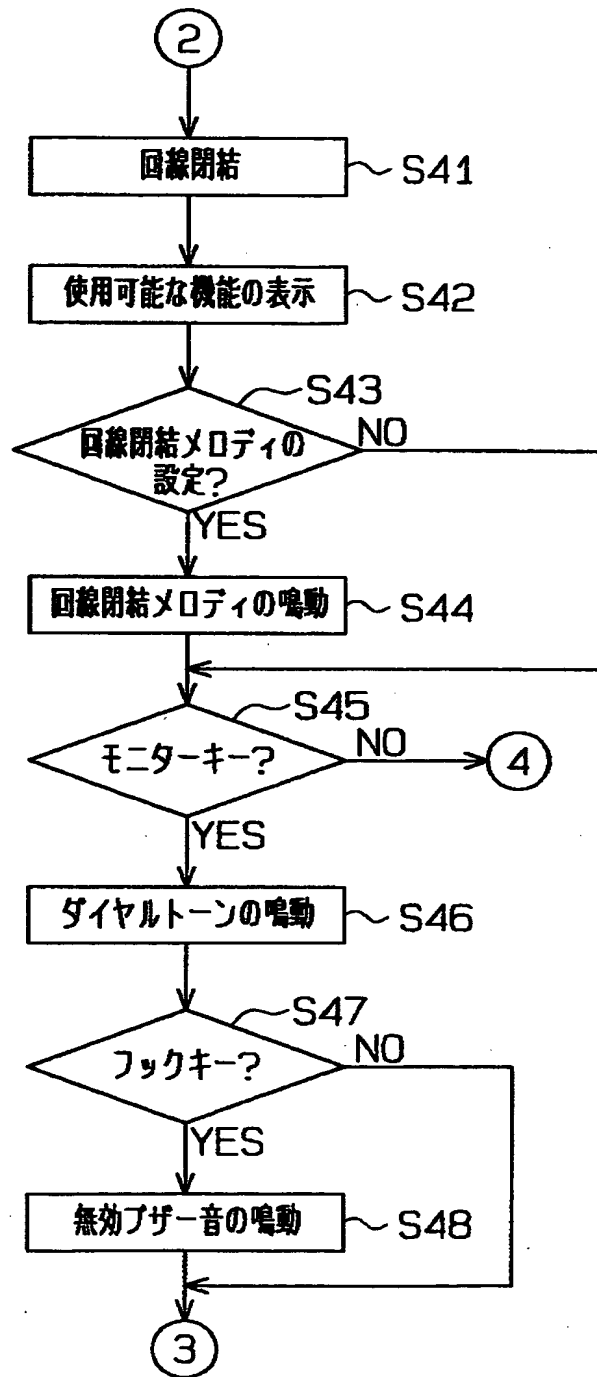 2
回線閉結
S41
使用可能な機能の表示
S42
S43
回線閉結メロディの
設定?
NO
YES
回線閉結メロディの鳴動
S44
S45
モニターキー?
NO
4
YES
ダイヤルトーンの鳴動
S46
S47
フックキー?
NO
YES
無効ブザー音の鳴動
S48
3